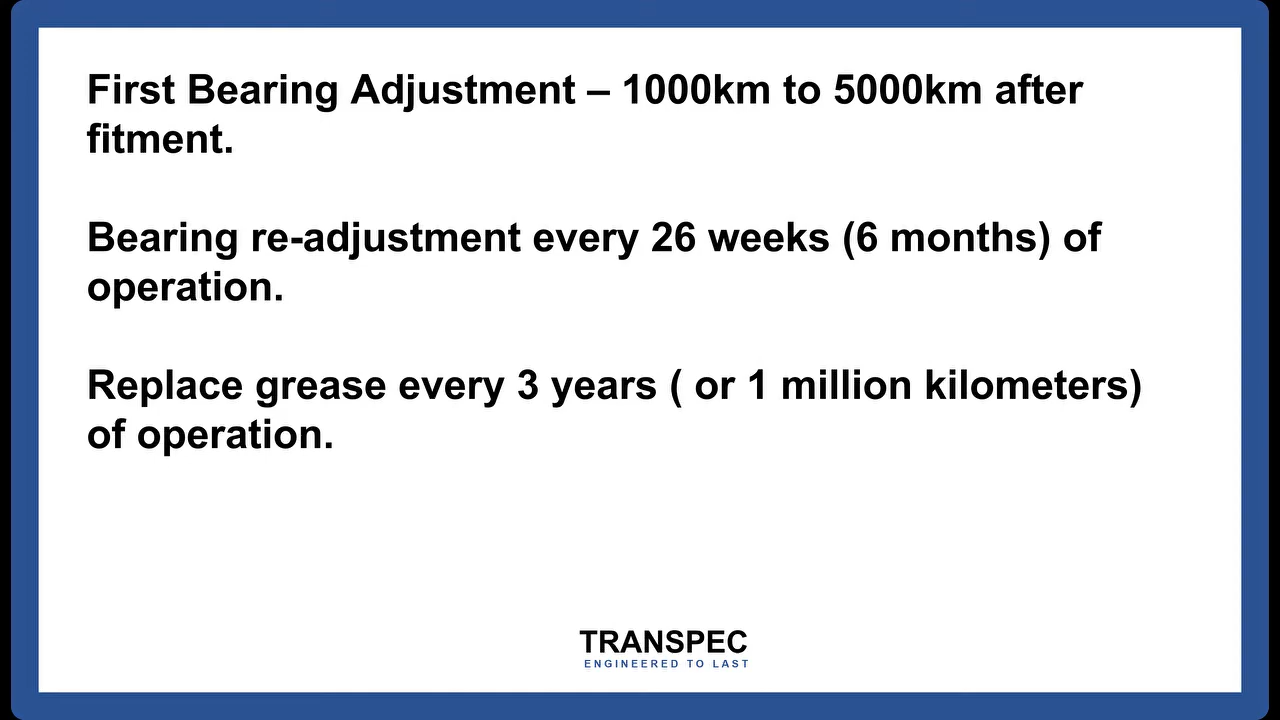 First Bearing Adjustment – 1000km to 5000km after
fitment.
Bearing re-adjustment every 26 weeks (6 months) of
operation.
Replace grease every 3 years ( or 1 million kilometers)
of operation.
TRANSPEC
ENGINEERED TO LAST